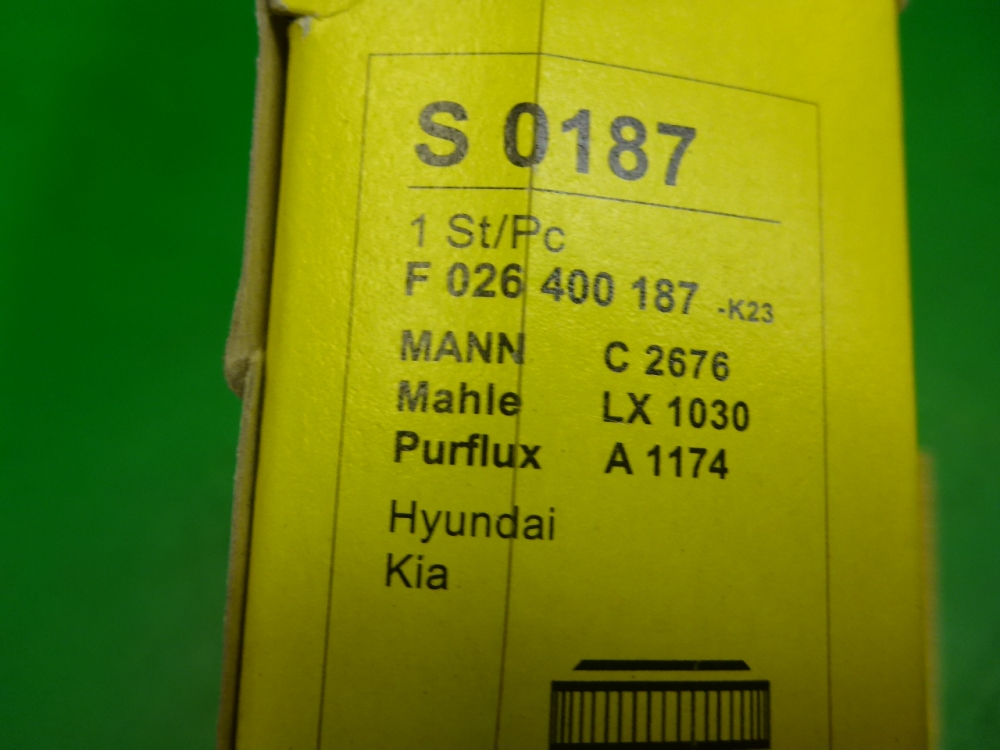 S 0187
1 St/Pc
F 026 400 187 -K23
MANN C 2676
Mahle LX 1030
Purflux A 1174
Hyundai
Kia